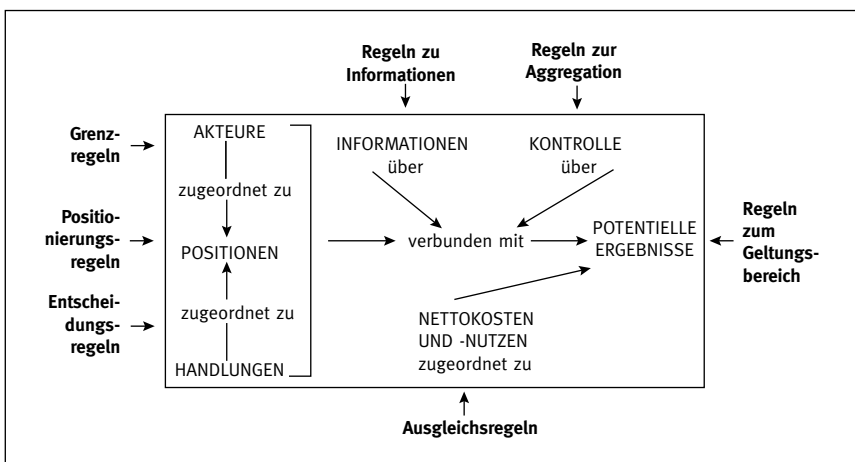 Regeln zu
Informationen
Regeln zur
Aggregation
Grenz-
regeln
AKTEURE
zugeordnet zu
POSITIONEN
zugeordnet zu
HANDLUNGEN
Positio-
nierungs-
regeln
Entschei-
dungs-
regeln
INFORMATIONEN
über
KONTROLLE
über
verbunden mit
POTENTIELLE
ERGEBNISSE
Regeln
zum
Geltungs-
bereich
NETTOKOSTEN
UND -NUTZEN
zugeordnet zu
Ausgleichsregeln